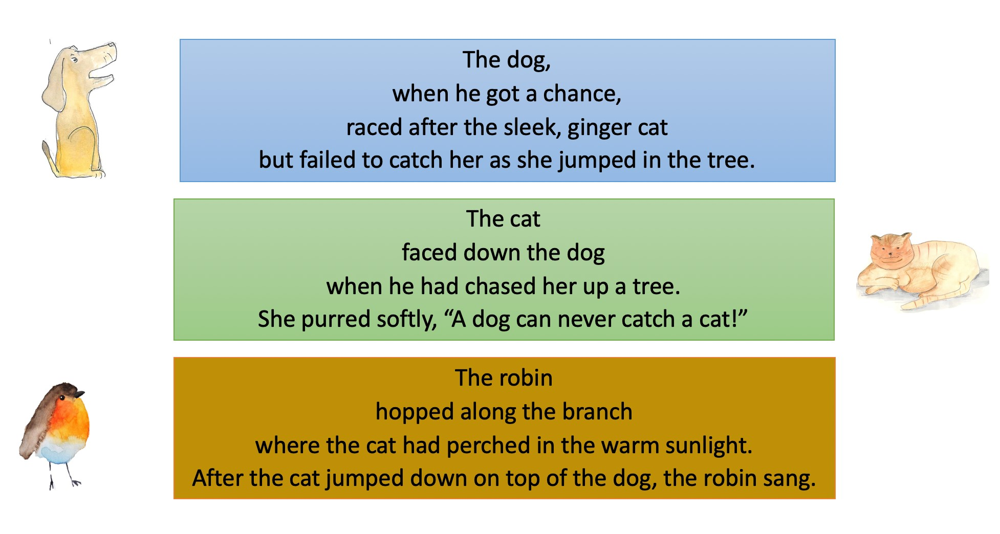 The dog,
when he got a chance,
raced after the sleek, ginger cat
but failed to catch her as she jumped in the tree.
The cat
faced down the dog
when he had chased her up a tree.
She purred softly, “A dog can never catch a cat!”
The robin
hopped along the branch
where the cat had perched in the warm sunlight.
After the cat jumped down on top of the dog, the robin sang.